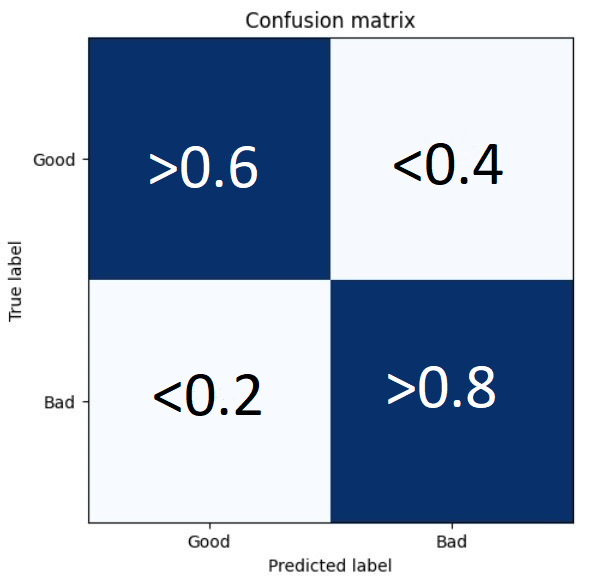 Confusion matrix
True label
Good
>0.6
<0.4
Bad
<0.2
>0.8
Good
Bad
Predicted label